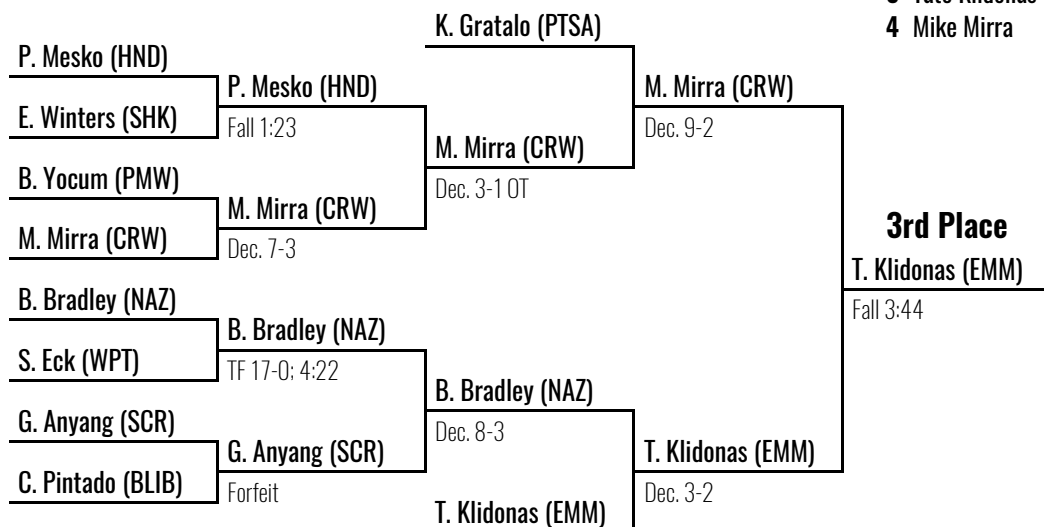 4 Mike Mirra
P. Mesko (HND)
E. Winters (SHK)
B. Yocum (PMW)
M. Mirra (CRW)
B. Bradley (NAZ)
S. Eck (WPT)
G. Anyang (SCR)
C. Pintado (BLIB)
P. Mesko (HND)
Fall 1:23
M. Mirra (CRW)
Dec. 7-3
B. Bradley (NAZ)
TF 17-0; 4:22
G. Anyang (SCR)
Forfeit
K. Gratalo (PTSA)
M. Mirra (CRW)
Dec. 3-1 OT
B. Bradley (NAZ)
Dec. 8-3
T. Klidonas (EMM)
M. Mirra (CRW)
Dec. 9-2
T. Klidonas (EMM)
Dec. 3-2
3rd Place
T. Klidonas (EMM)
Fall 3:44